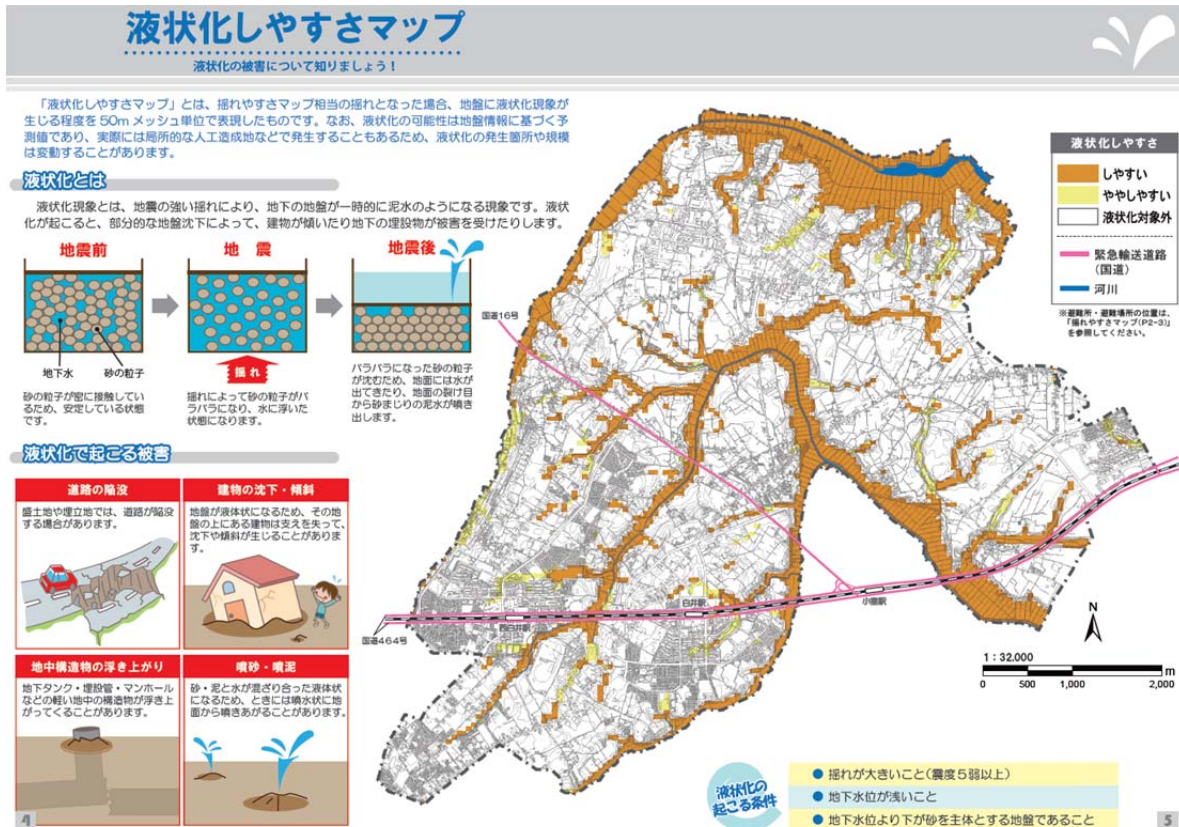 液状化しやすさマップ
液状化の被害について知りましょう!
「液状化しやすさマップ」とは、揺れやすさマップ相当の揺れとなった場合、地盤に液状化現象が
生じる程度を50mメッシュ単位で表現したものです。なお、液状化の可能性は地盤情報に基づく予
測値であり、実際には局所的な人工造成地などで発生することもあるため、液状化の発生箇所や規模
は変動することがあります。
液状化とは
液状化現象とは、地震の強い揺れにより、地下の地盤が一時的に泥水のようになる現象です。液状
化が起こると、部分的な地盤沈下によって、建物が傾いたり地下の埋設物が被害を受けたりします。
地震前
地下水
砂の粒子
砂の粒子が密に接触してい
るため、安定している状態
です。
地 震
揺れ
揺れによって砂の粒子がバ
ラバラになり、水に浮いた
状態になります。
地震後
バラバラになった砂の粒子
が沈むため、地面には水が
出てきたり、地面の裂け目
から砂まじりの泥水が噴き
出します。
液状化で起こる被害
道路の陥没
盛土地や埋立地では、道路が陥没
する場合があります。
建物の沈下・傾斜
地盤が液体状になるため、その地
盤の上にある建物は支えを失って、
沈下や傾斜が生じることがありま
す。
地中構造物の浮き上がり
地下タンク・埋設管・マンホール
などの軽い地中の構造物が浮き上
がってくることがあります。
噴砂・噴泥
砂・泥と水が混ざり合った液体状
になるため、ときには噴水状に地
面から噴きあがることがあります。
4
国道16号
国道464号
西白井駅
白井駅
小室駅
液状化しやすさ
しやすい
ややしやすい
液状化対象外
緊急輸送道路
(国道)
河川
※避難所・避難場所の位置は、
「揺れやすさマップ(P2-3)」
を参照してください。
N
1:32,000
0 500 1,000 2,000 m
液状化の
起こる条件
● 揺れが大きいこと(震度5弱以上)
● 地下水位が浅いこと
● 地下水位より下が砂を主体とする地盤であること
5